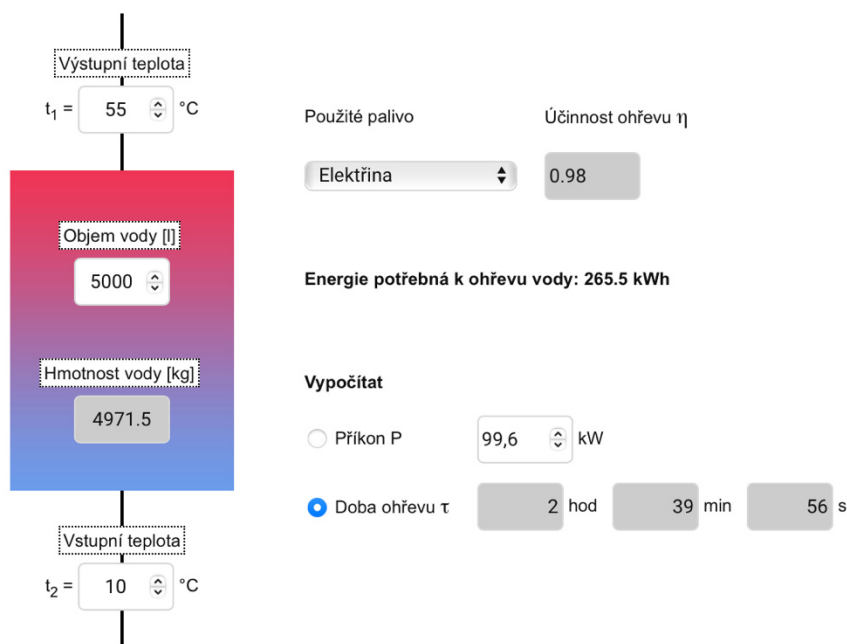 Výstupní teplota
t₁ = 55 °C
Použité palivo
Účinnost ohřevu η
Elektřina
0.98
Objem vody [l]
5000
Energie potřebná k ohřevu vody: 265.5 kWh
Hmotnost vody [kg]
4971.5
Vypočítat
Příkon P 99,6 kW
Doba ohřevu τ 2 hod 39 min 56 s
Vstupní teplota
t₂ = 10 °C